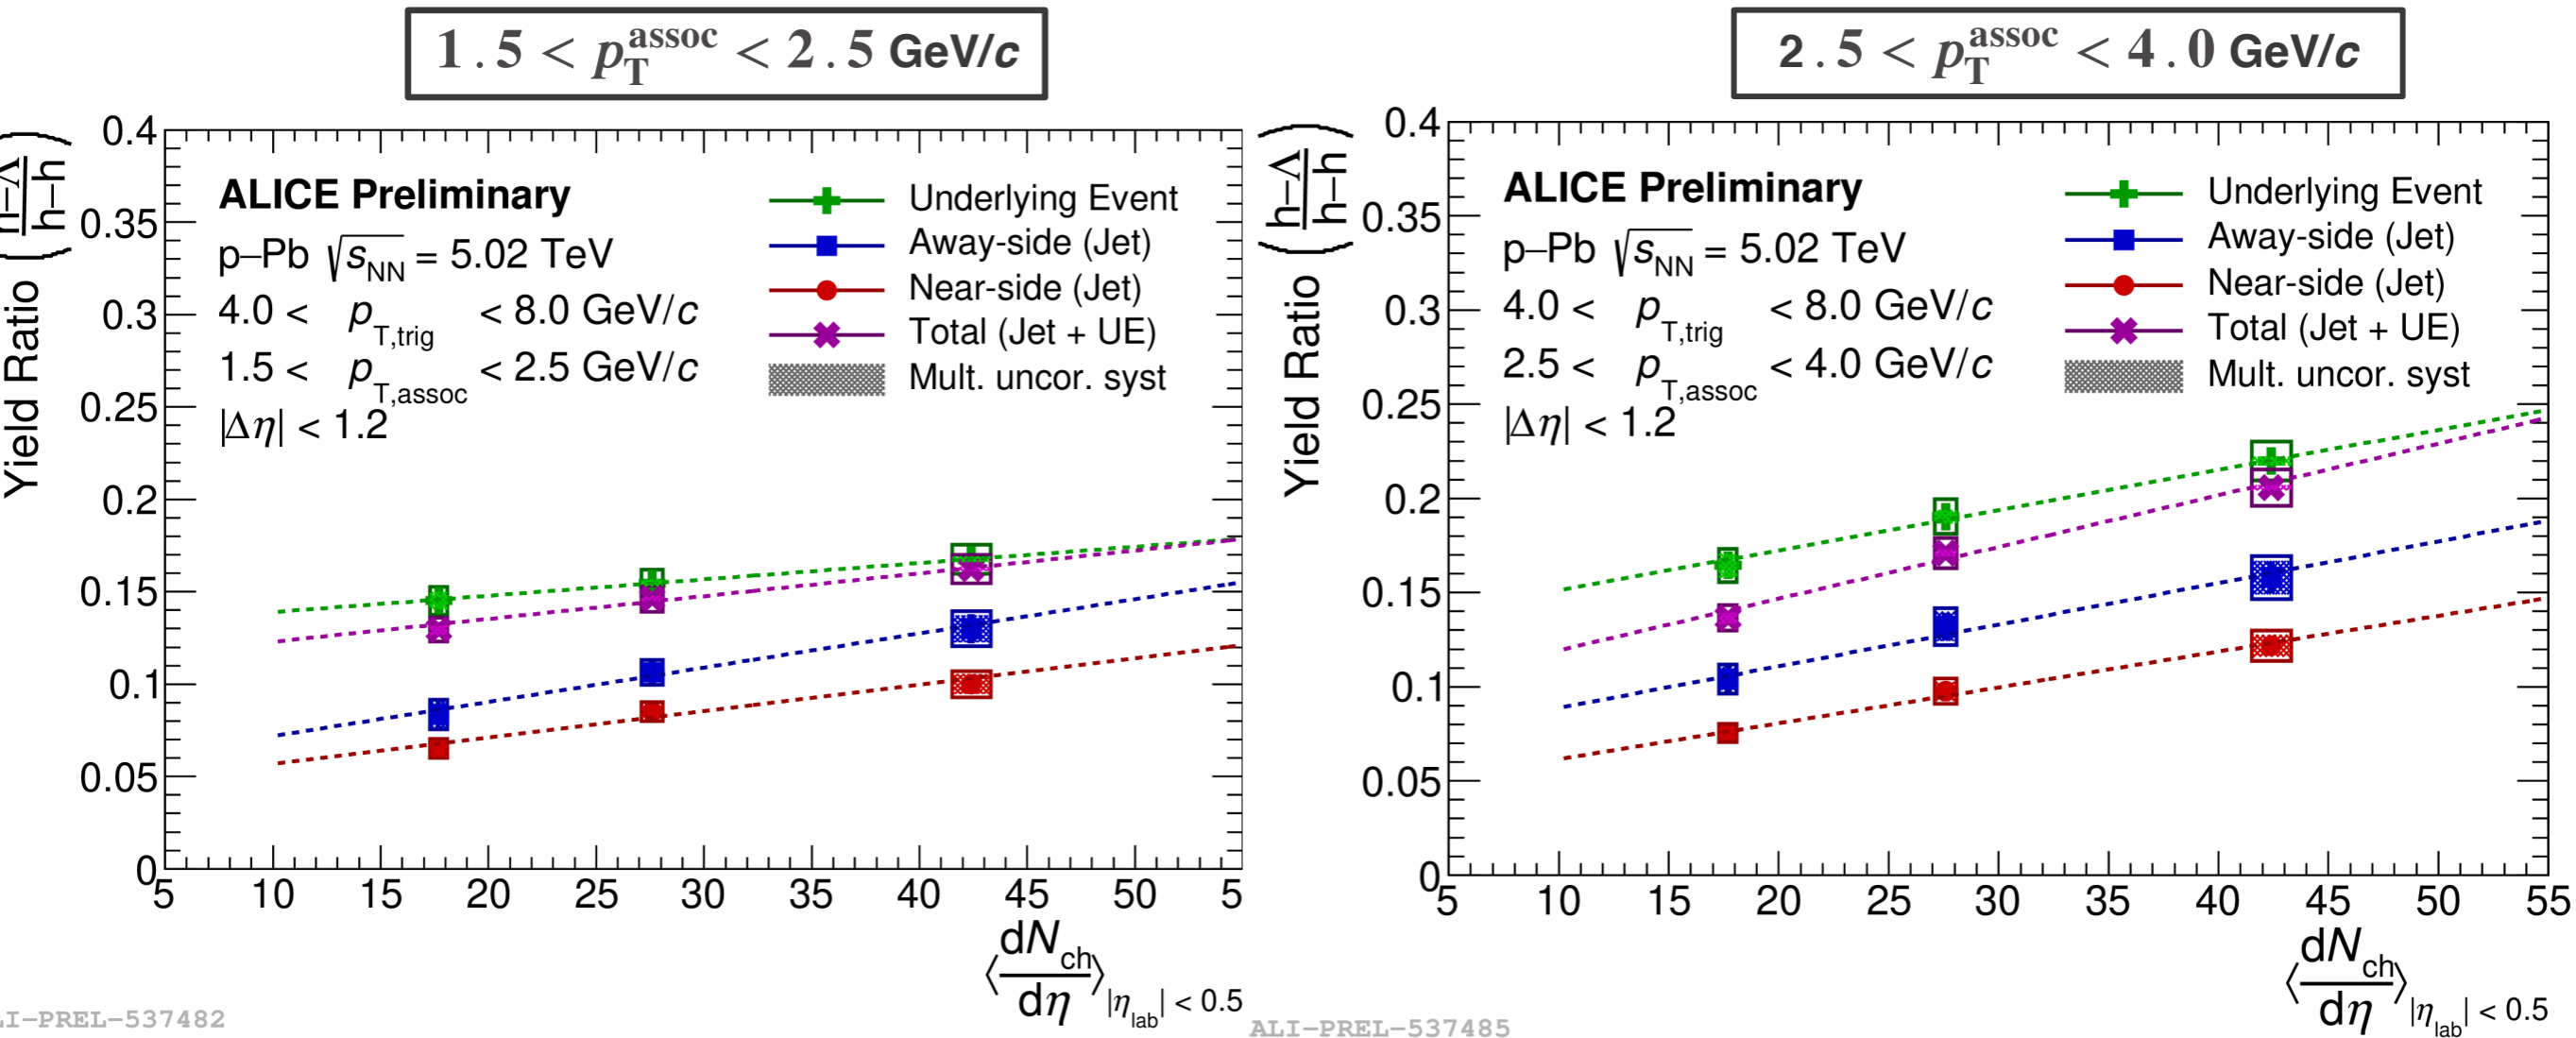 1.5 < p_T^assoc < 2.5 GeV/c
2.5 < p_T^assoc < 4.0 GeV/c
Yield Ratio (h–Λ/h–h)
0.4
0.35
0.3
0.25
0.2
0.15
0.1
0.05
0
ALICE Preliminary
p–Pb √s_NN = 5.02 TeV
4.0 < p_T,trig < 8.0 GeV/c
1.5 < p_T,assoc < 2.5 GeV/c
|Δη| < 1.2
Underlying Event
Away-side (Jet)
Near-side (Jet)
Total (Jet + UE)
Mult. uncor. syst
5 10 15 20 25 30 35 40 45 50 5
⟨dN_ch/dη⟩_|η_lab| < 0.5
LI-PREL-537482
Yield Ratio (h–Λ/h–h)
0.4
0.35
0.3
0.25
0.2
0.15
0.1
0.05
0
ALICE Preliminary
p–Pb √s_NN = 5.02 TeV
4.0 < p_T,trig < 8.0 GeV/c
2.5 < p_T,assoc < 4.0 GeV/c
|Δη| < 1.2
Underlying Event
Away-side (Jet)
Near-side (Jet)
Total (Jet + UE)
Mult. uncor. syst
5 10 15 20 25 30 35 40 45 50 55
⟨dN_ch/dη⟩_|η_lab| < 0.5
ALI-PREL-537485